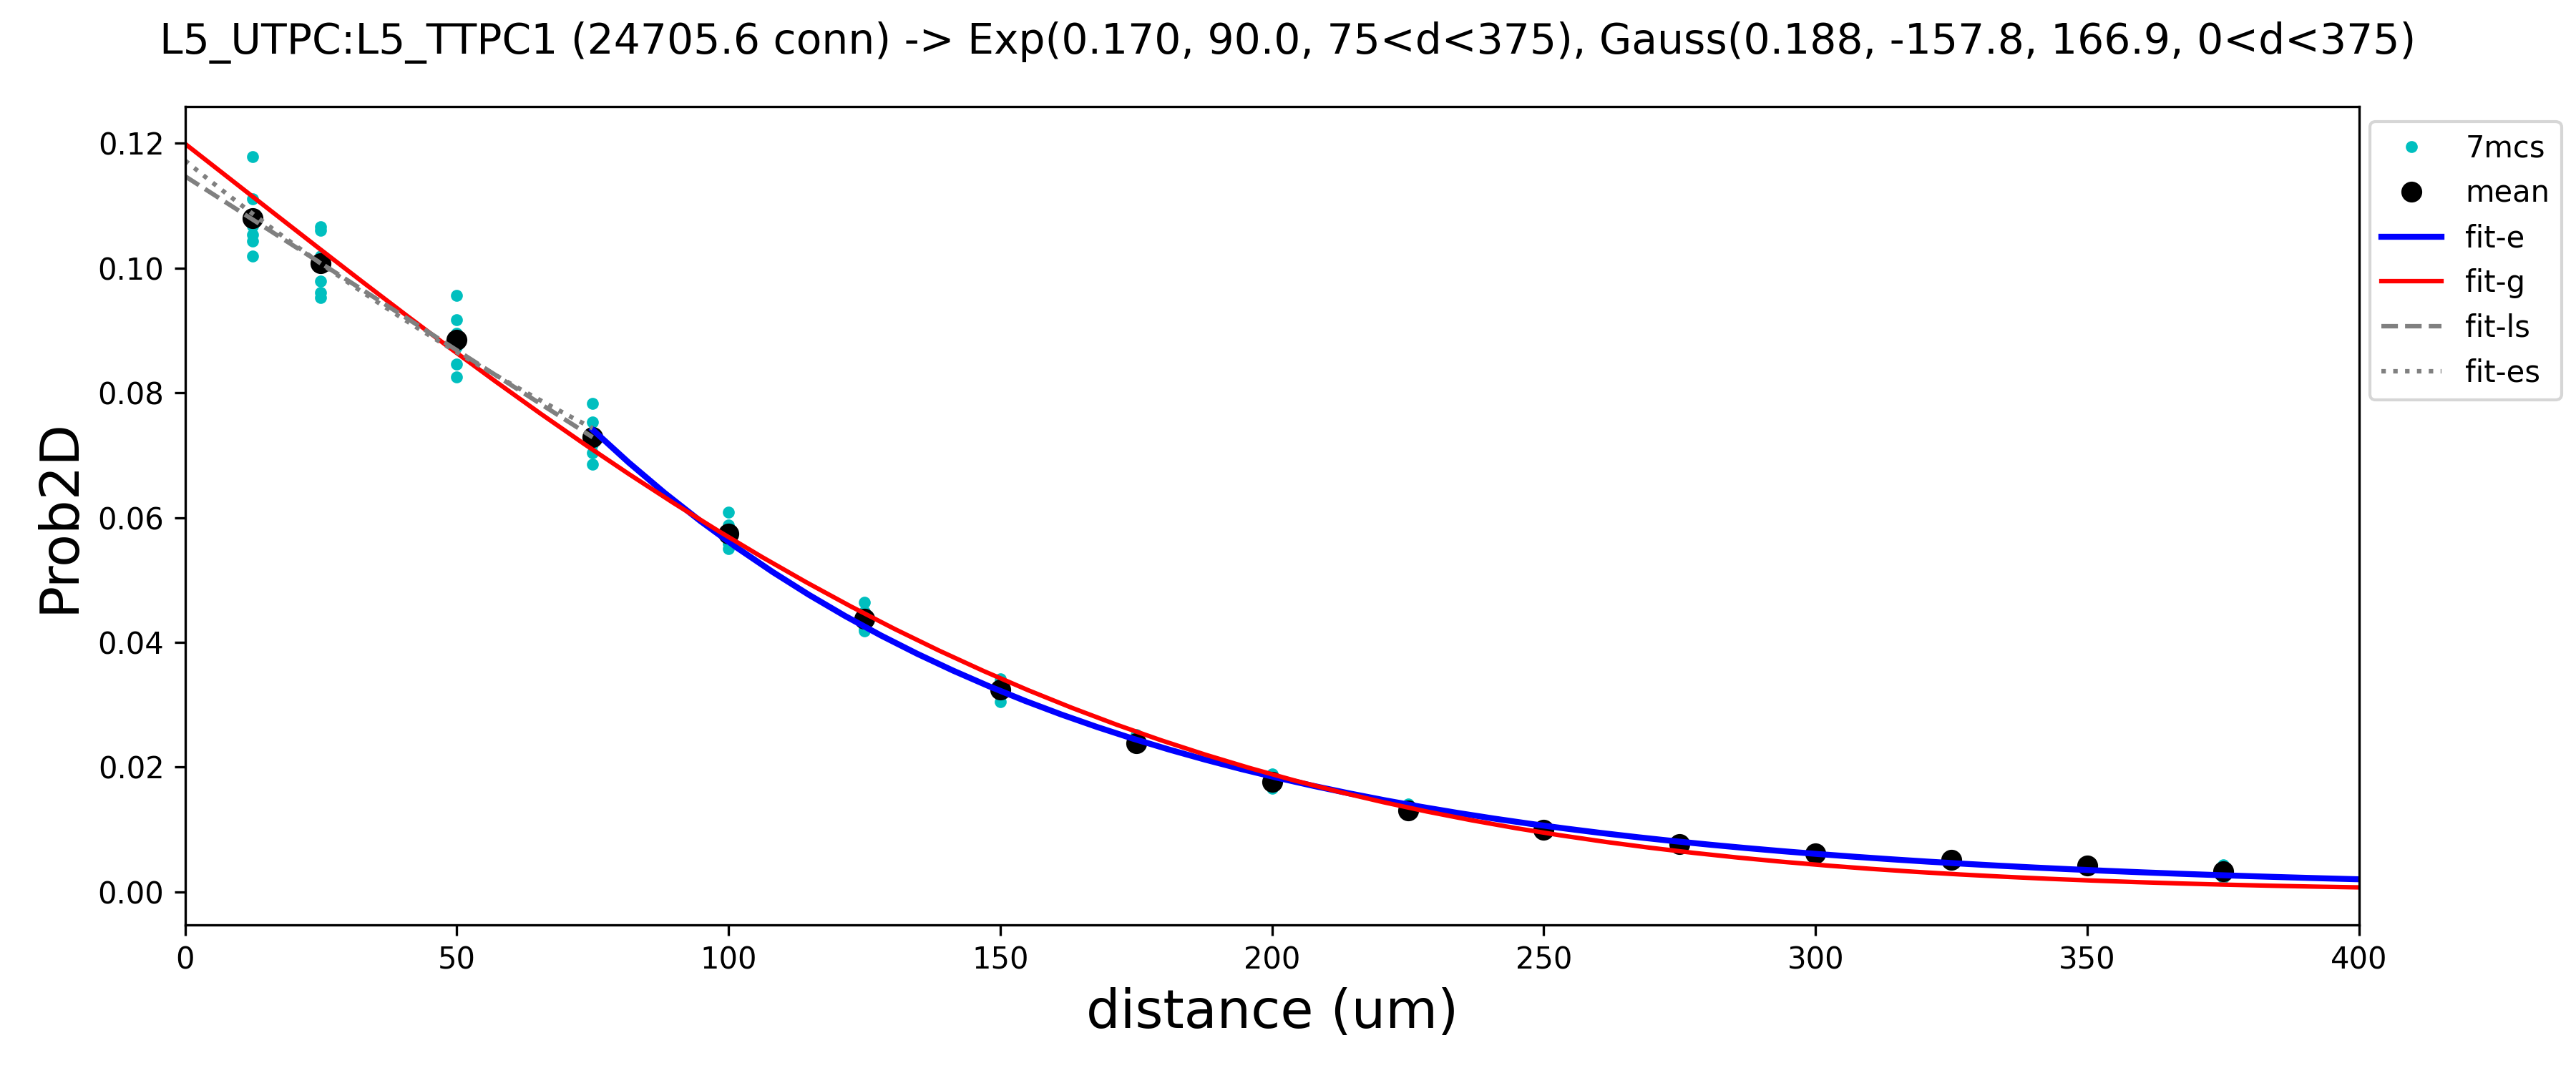 L5_UTPC:L5_TTPC1 (24705.6 conn) -> Exp(0.170, 90.0, 75<d<375), Gauss(0.188, -157.8, 166.9, 0<d<375)
0.12
0.10
0.08
0.06
0.04
0.02
0.00
Prob2D
0 50 100 150 200 250 300 350 400
distance (um)
7mcs
mean
fit-e
fit-g
fit-ls
fit-es